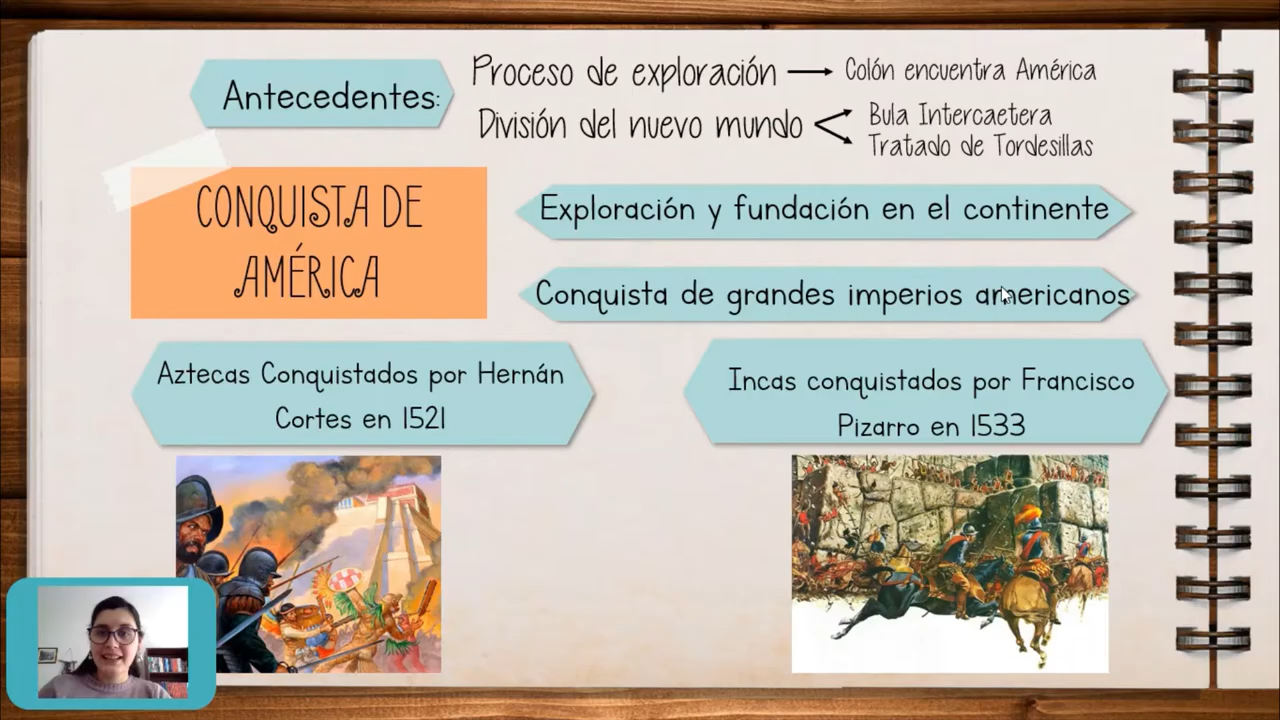 Antecedentes:
Proceso de exploración
Colón encuentra América
División del nuevo mundo
Bula Intercaetera
Tratado de Tordesillas
CONQUISTA DE
AMÉRICA
Exploración y fundación en el continente
Conquista de grandes imperios americanos
Aztecas Conquistados por Hernán
Cortes en 1521
Incas conquistados por Francisco
Pizarro en 1533